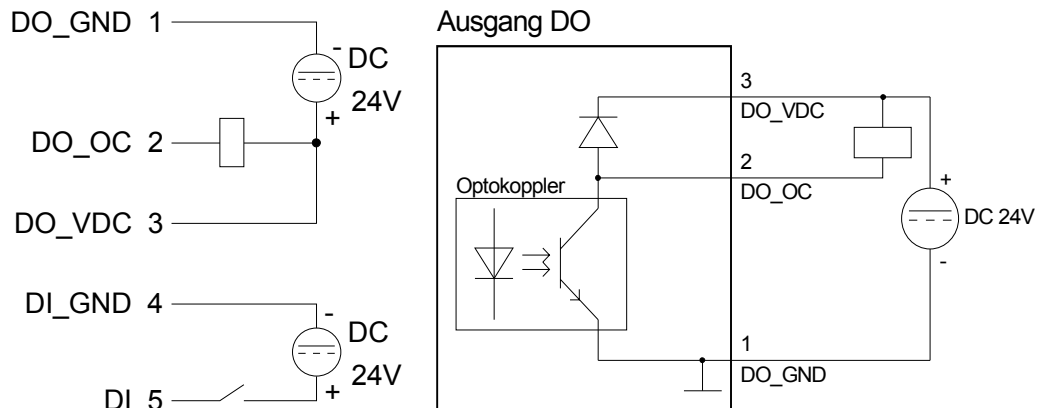 DO_GND 1
- DC
24V
+
DO_OC 2
DO_VDC 3
DI_GND 4
- DC
24V
+
DI 5
Ausgang DO
3
DO_VDC
2
DO_OC
Optokoppler
+
DC 24V
-
1
DO_GND